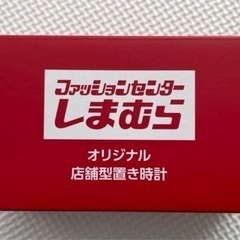 ファッションセンター
しまむら
オリジナル
店舗型置き時計